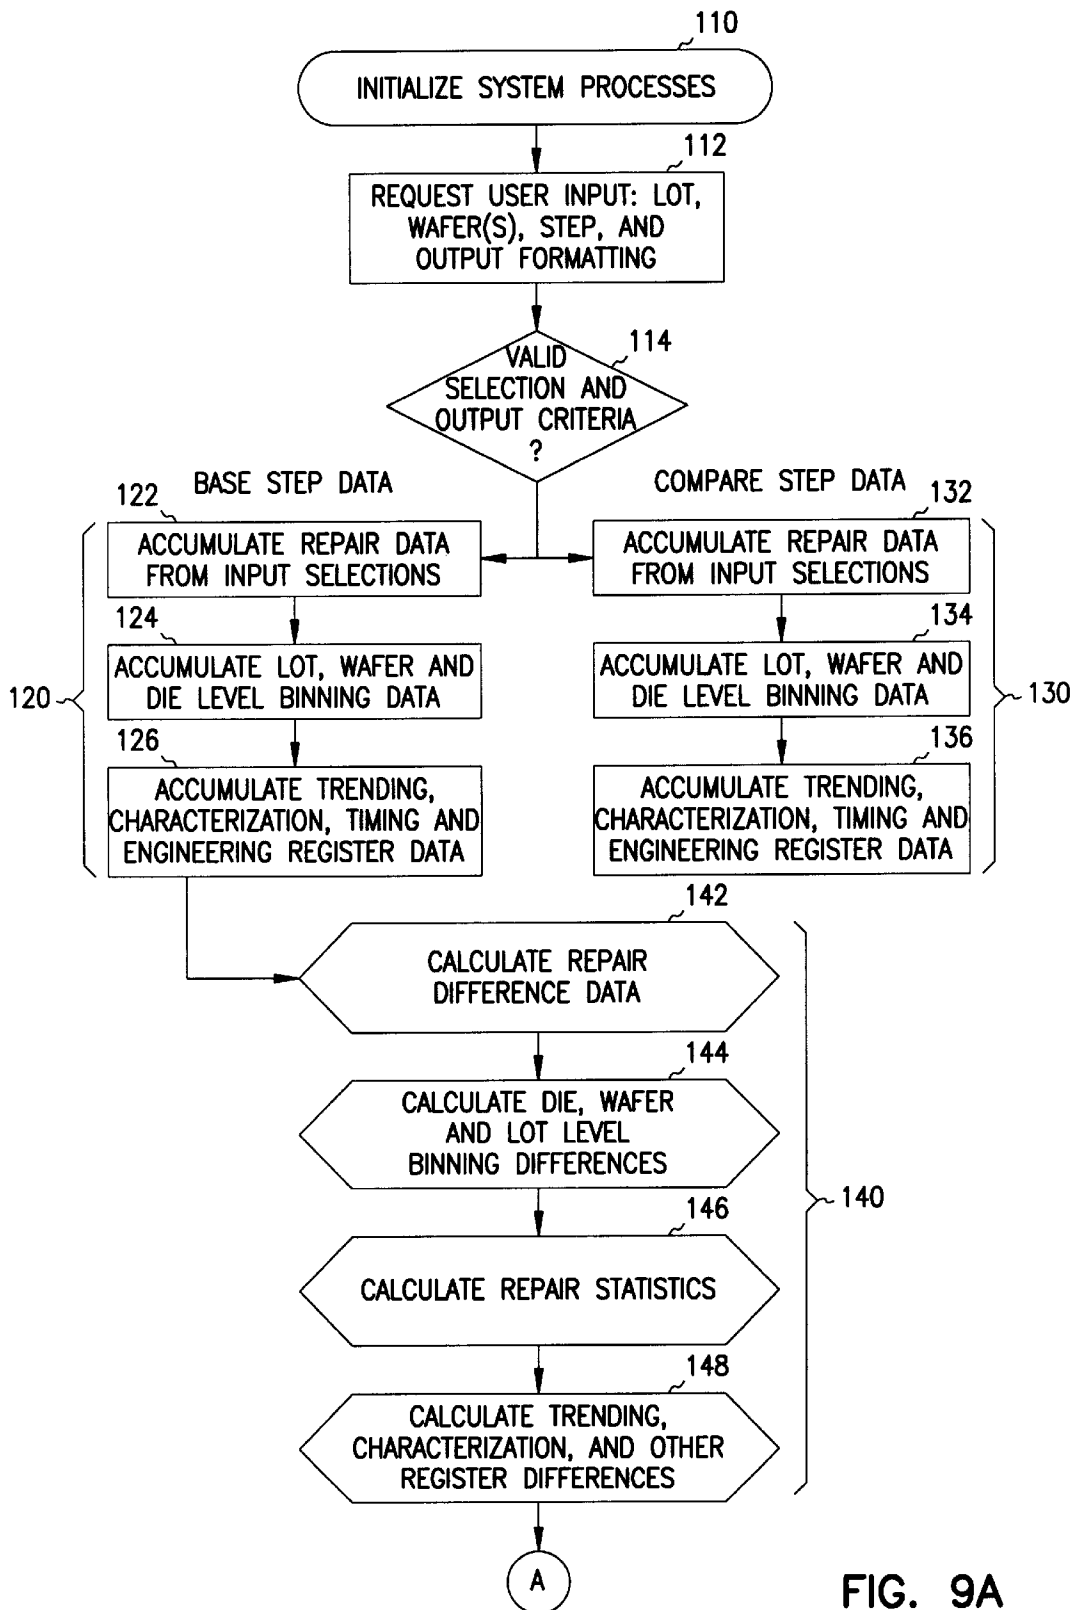 110
INITIALIZE SYSTEM PROCESSES
112
REQUEST USER INPUT: LOT,
WAFER(S), STEP, AND
OUTPUT FORMATTING
114
VALID
SELECTION AND
OUTPUT CRITERIA
?
BASE STEP DATA
COMPARE STEP DATA
122
ACCUMULATE REPAIR DATA
FROM INPUT SELECTIONS
132
ACCUMULATE REPAIR DATA
FROM INPUT SELECTIONS
124
ACCUMULATE LOT, WAFER AND
DIE LEVEL BINNING DATA
134
ACCUMULATE LOT, WAFER AND
DIE LEVEL BINNING DATA
120
130
126
ACCUMULATE TRENDING,
CHARACTERIZATION, TIMING AND
ENGINEERING REGISTER DATA
136
ACCUMULATE TRENDING,
CHARACTERIZATION, TIMING AND
ENGINEERING REGISTER DATA
142
CALCULATE REPAIR
DIFFERENCE DATA
144
CALCULATE DIE, WAFER
AND LOT LEVEL
BINNING DIFFERENCES
140
146
CALCULATE REPAIR STATISTICS
148
CALCULATE TRENDING,
CHARACTERIZATION, AND OTHER
REGISTER DIFFERENCES
A
FIG. 9A